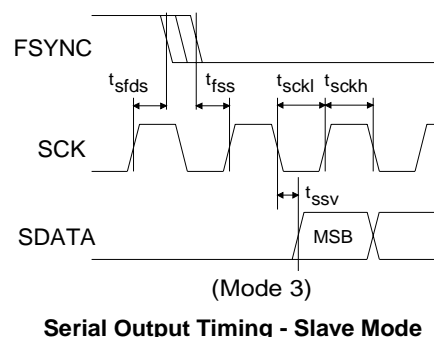 FSYNC
tsfds tfss tsckl tsckh
SCK
tssv
SDATA MSB
(Mode 3)
Serial Output Timing - Slave Mode